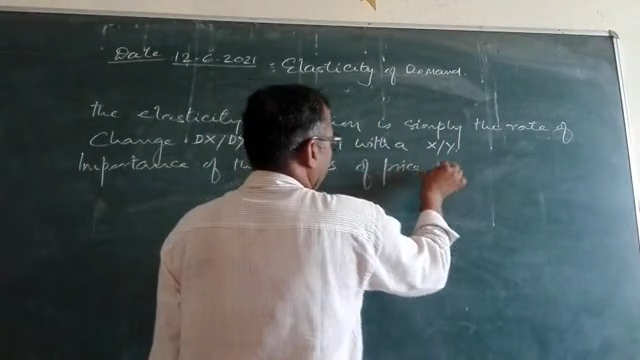 Date 12-6-2021 : Elasticity of Demand.
The elasticity is simply the rate of
Change : DX/D with a X/Y.
Importance of the of price